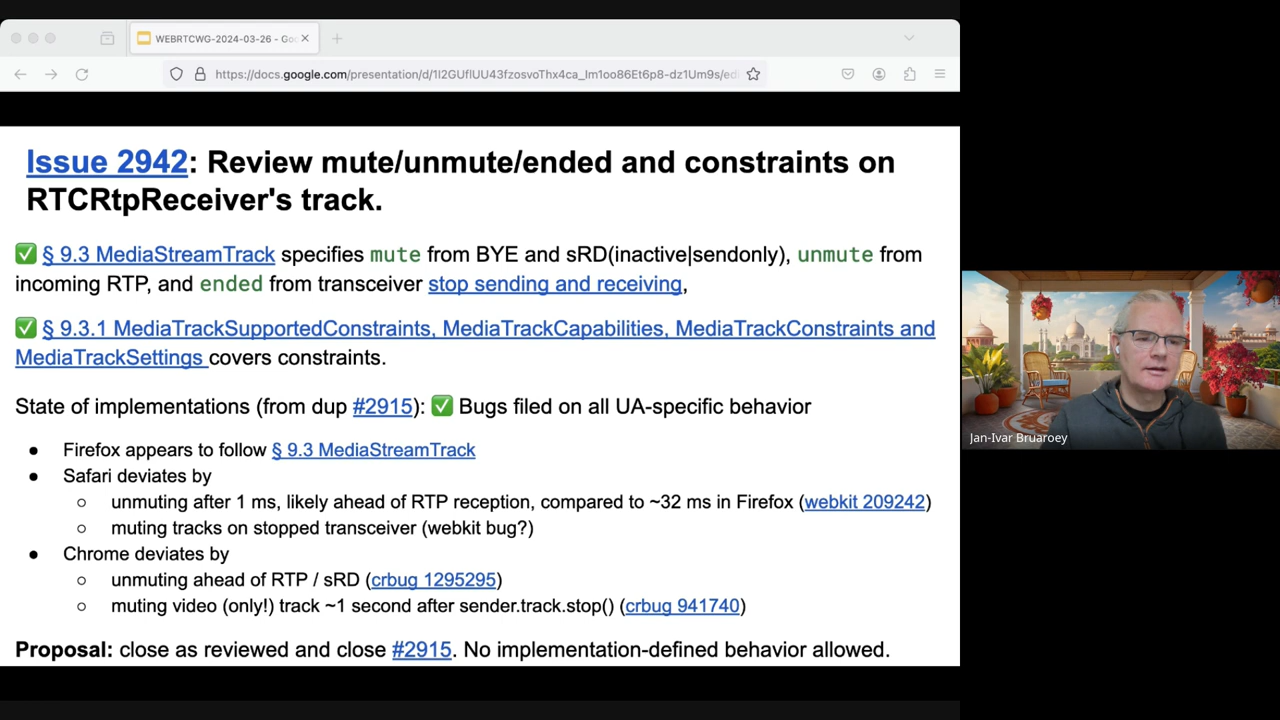 WEBRTCWG-2024-03-26 - Goo
https://docs.google.com/presentation/d/1I2GUflUU43fzosvoThx4ca_Im1oo86Et6p8-dz1Um9s/edi
Issue 2942: Review mute/unmute/ended and constraints on
RTCRtpReceiver's track.
✅ § 9.3 MediaStreamTrack specifies mute from BYE and sRD(inactive|sendonly), unmute from
incoming RTP, and ended from transceiver stop sending and receiving,
✅ § 9.3.1 MediaTrackSupportedConstraints, MediaTrackCapabilities, MediaTrackConstraints and
MediaTrackSettings covers constraints.
State of implementations (from dup #2915): ✅ Bugs filed on all UA-specific behavior
● Firefox appears to follow § 9.3 MediaStreamTrack
● Safari deviates by
○ unmuting after 1 ms, likely ahead of RTP reception, compared to ~32 ms in Firefox (webkit 209242)
○ muting tracks on stopped transceiver (webkit bug?)
● Chrome deviates by
○ unmuting ahead of RTP / sRD (crbug 1295295)
○ muting video (only!) track ~1 second after sender.track.stop() (crbug 941740)
Proposal: close as reviewed and close #2915. No implementation-defined behavior allowed.
Jan-Ivar Bruaroey